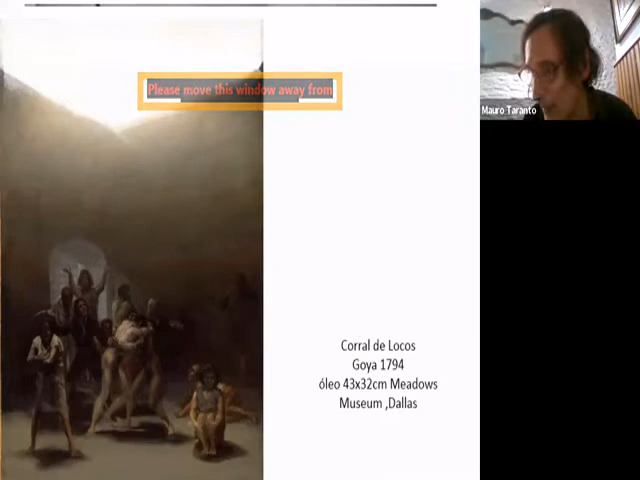 Please move this window away from
Mauro Taranto
Corral de Locos
Goya 1794
óleo 43x32cm Meadows
Museum ,Dallas